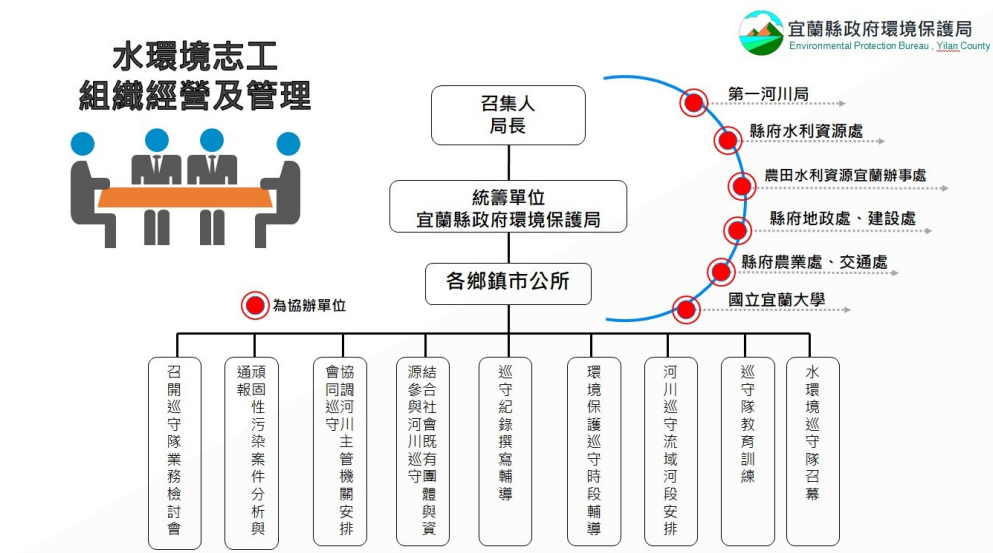 水環境志工
組織經營及管理
宜蘭縣政府環境保護局
Environmental Protection Bureau , Yilan County
召集人
局長
統籌單位
宜蘭縣政府環境保護局
各鄉鎮市公所
第一河川局
縣府水利資源處
農田水利資源宜蘭辦事處
縣府地政處、建設處
縣府農業處、交通處
國立宜蘭大學
為協辦單位
召開巡守隊業務檢討會
頑固性污染案件分析與
通報
協調河川主管機關安排
會同巡守
結合社會既有團體與資
源參與河川巡守
巡守紀錄撰寫輔導
環境保護巡守時段輔導
河川巡守流域河段安排
巡守隊教育訓練
水環境巡守隊召幕